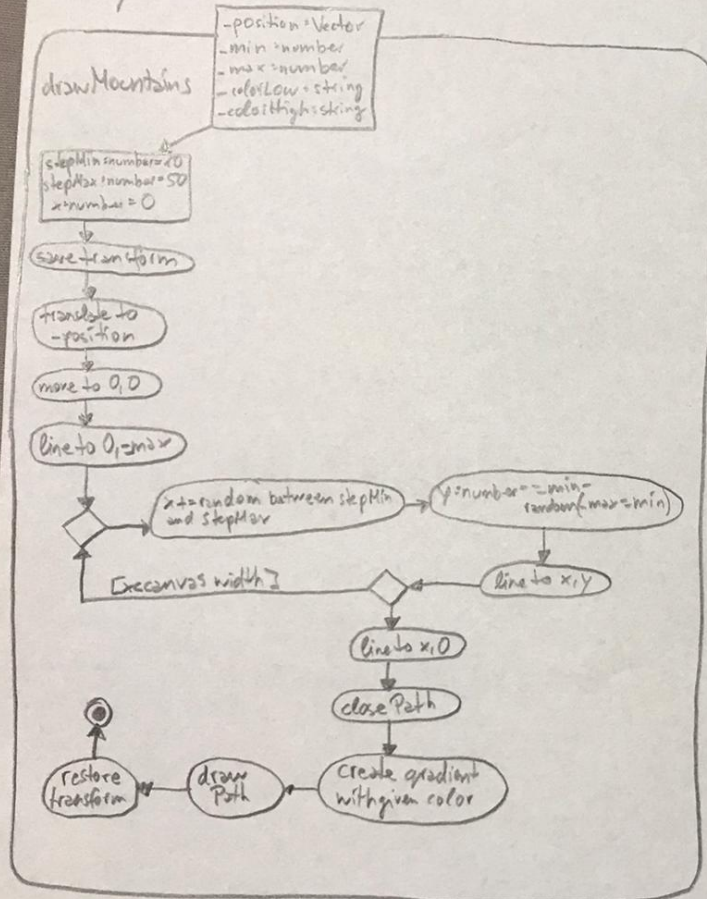 -position:Vector
-min:number
-max:number
-colorLow:string
-colorHigh:string
drawMountains
stepMin:number=10
stepMax:number=50
x:number=0
save transform
translate to
-position
move to 0,0
line to 0,-max
x+=random between stepMin
and stepMax
y:number=-min-
random(-max-min)
line to x,y
[x<canvas width]
line to x,0
close Path
create gradient
with given color
draw
Path
restore
transform